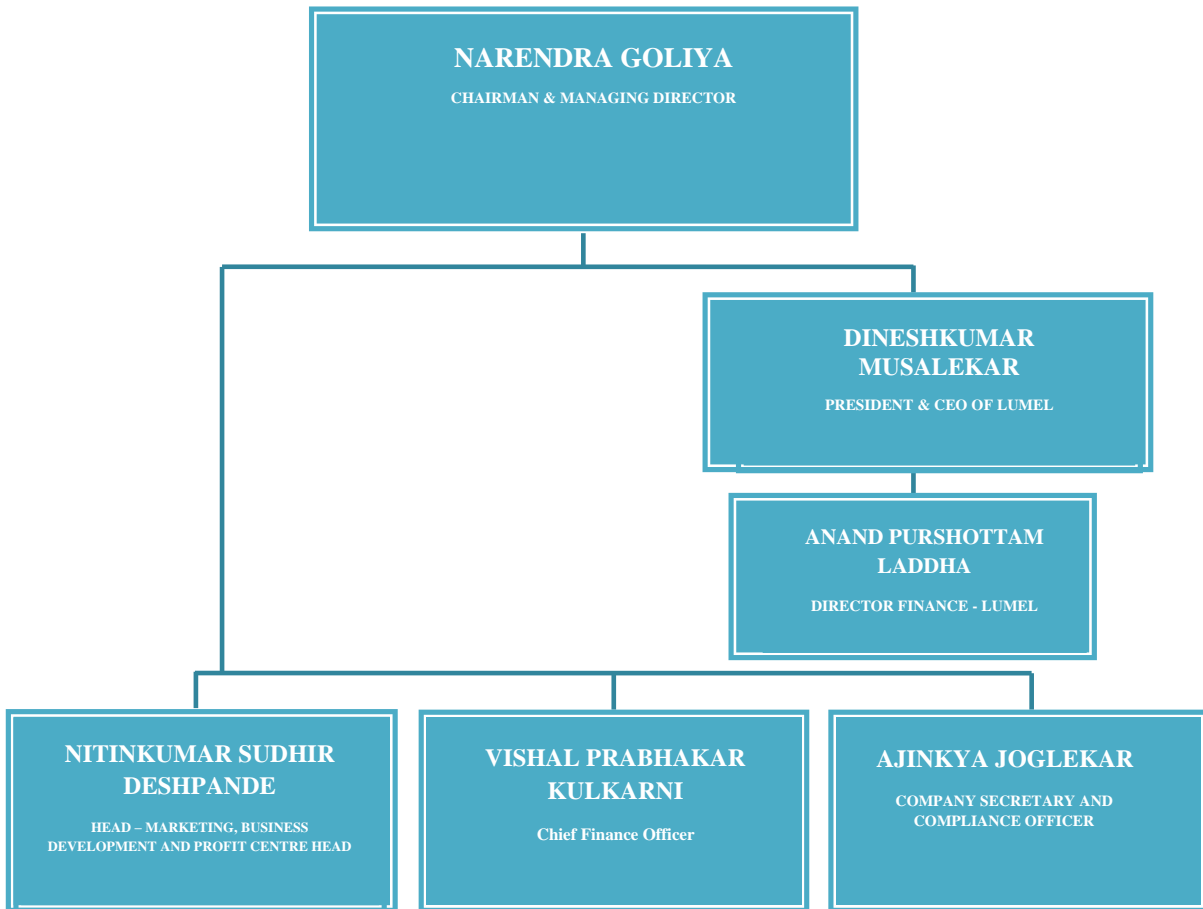 NARENDRA GOLIYA
CHAIRMAN & MANAGING DIRECTOR
DINESHKUMAR
MUSALEKAR
PRESIDENT & CEO OF LUMEL
ANAND PURSHOTTAM
LADDHA
DIRECTOR FINANCE - LUMEL
NITINKUMAR SUDHIR
DESHPANDE
HEAD – MARKETING, BUSINESS
DEVELOPMENT AND PROFIT CENTRE HEAD
VISHAL PRABHAKAR
KULKARNI
Chief Finance Officer
AJINKYA JOGLEKAR
COMPANY SECRETARY AND
COMPLIANCE OFFICER